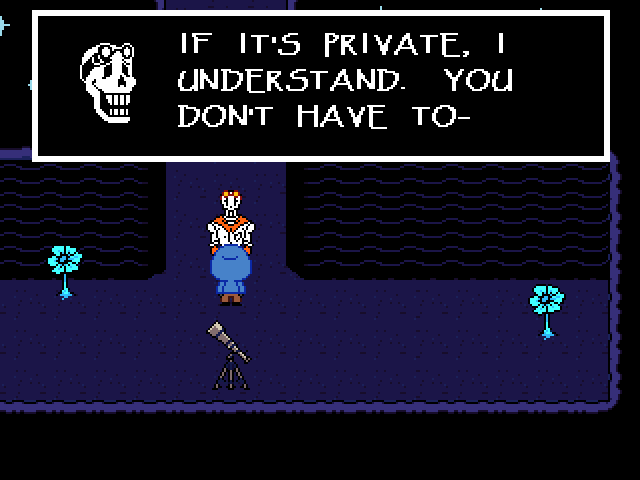 IF IT'S PRIVATE, I
UNDERSTAND. YOU
DON'T HAVE TO-